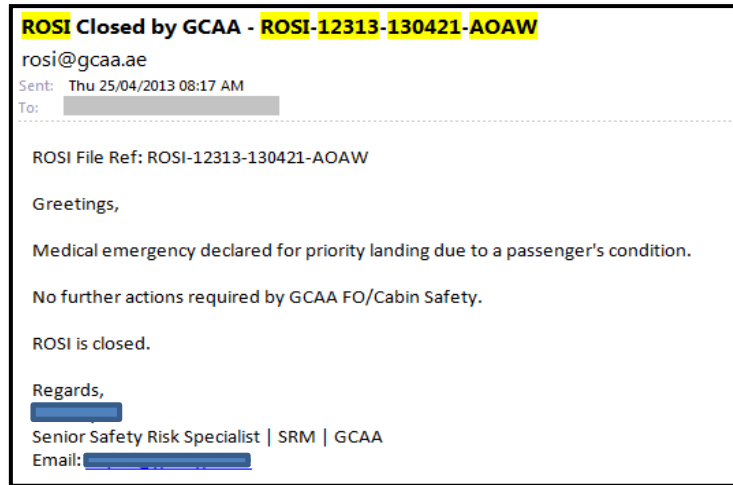 ROSI Closed by GCAA - ROSI-12313-130421-AOAW
rosi@gcaa.ae
Sent: Thu 25/04/2013 08:17 AM
To:
ROSI File Ref: ROSI-12313-130421-AOAW
Greetings,
Medical emergency declared for priority landing due to a passenger's condition.
No further actions required by GCAA FO/Cabin Safety.
ROSI is closed.
Regards,
Senior Safety Risk Specialist | SRM | GCAA
Email: